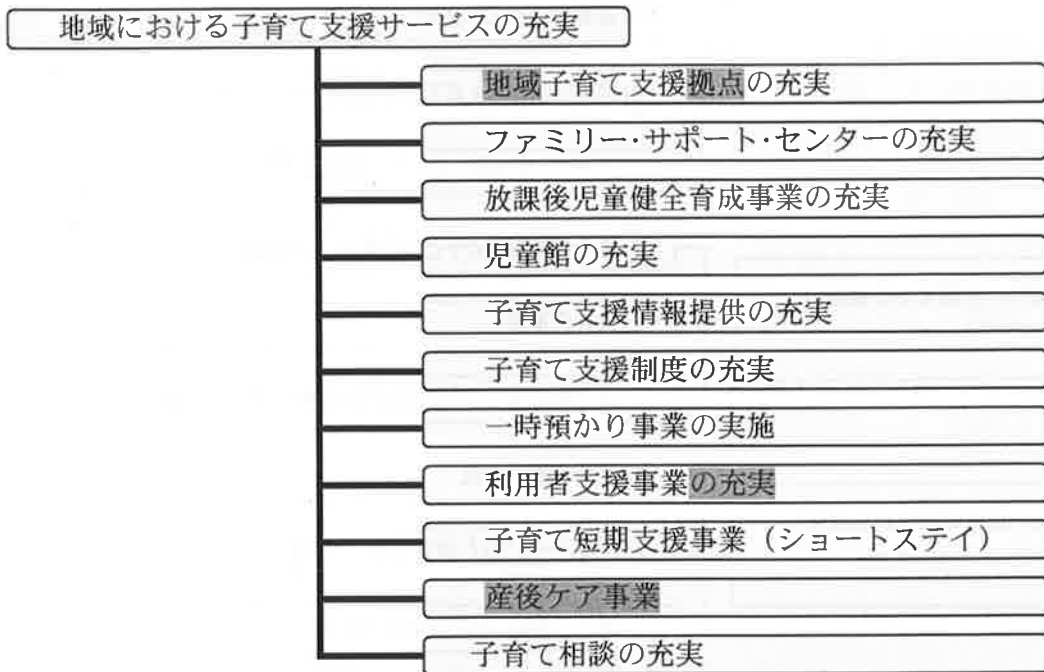 地域における子育て支援サービスの充実
地域子育て支援拠点の充実
ファミリー・サポート・センターの充実
放課後児童健全育成事業の充実
児童館の充実
子育て支援情報提供の充実
子育て支援制度の充実
一時預かり事業の実施
利用者支援事業の充実
子育て短期支援事業（ショートステイ）
産後ケア事業
子育て相談の充実